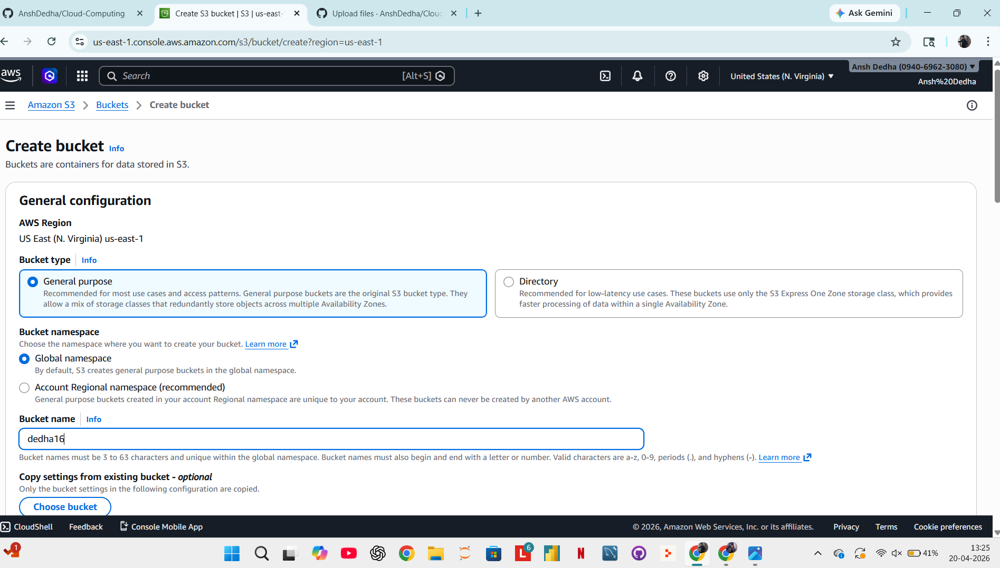 AnshDedha/Cloud-Computing
Create S3 bucket | S3 | us-east-
Upload files · AnshDedha/Cloud
Ask Gemini
us-east-1.console.aws.amazon.com/s3/bucket/create?region=us-east-1
aws
Search
[Alt+S]
United States (N. Virginia)
Ansh Dedha (0940-6962-3080)
Ansh%20Dedha
Amazon S3
Buckets
Create bucket
Create bucket Info
Buckets are containers for data stored in S3.
General configuration
AWS Region
US East (N. Virginia) us-east-1
Bucket type Info
General purpose
Recommended for most use cases and access patterns. General purpose buckets are the original S3 bucket type. They
allow a mix of storage classes that redundantly store objects across multiple Availability Zones.
Directory
Recommended for low-latency use cases. These buckets use only the S3 Express One Zone storage class, which provides
faster processing of data within a single Availability Zone.
Bucket namespace
Choose the namespace where you want to create your bucket. Learn more
Global namespace
By default, S3 creates general purpose buckets in the global namespace.
Account Regional namespace (recommended)
General purpose buckets created in your account Regional namespace are unique to your account. These buckets can never be created by another AWS account.
Bucket name Info
dedha16
Bucket names must be 3 to 63 characters and unique within the global namespace. Bucket names must also begin and end with a letter or number. Valid characters are a-z, 0-9, periods (.), and hyphens (-). Learn more
Copy settings from existing bucket - optional
Only the bucket settings in the following configuration are copied.
Choose bucket
CloudShell
Feedback
Console Mobile App
© 2026, Amazon Web Services, Inc. or its affiliates.
Privacy
Terms
Cookie preferences
1
L
6
N
41%
13:25
20-04-2026